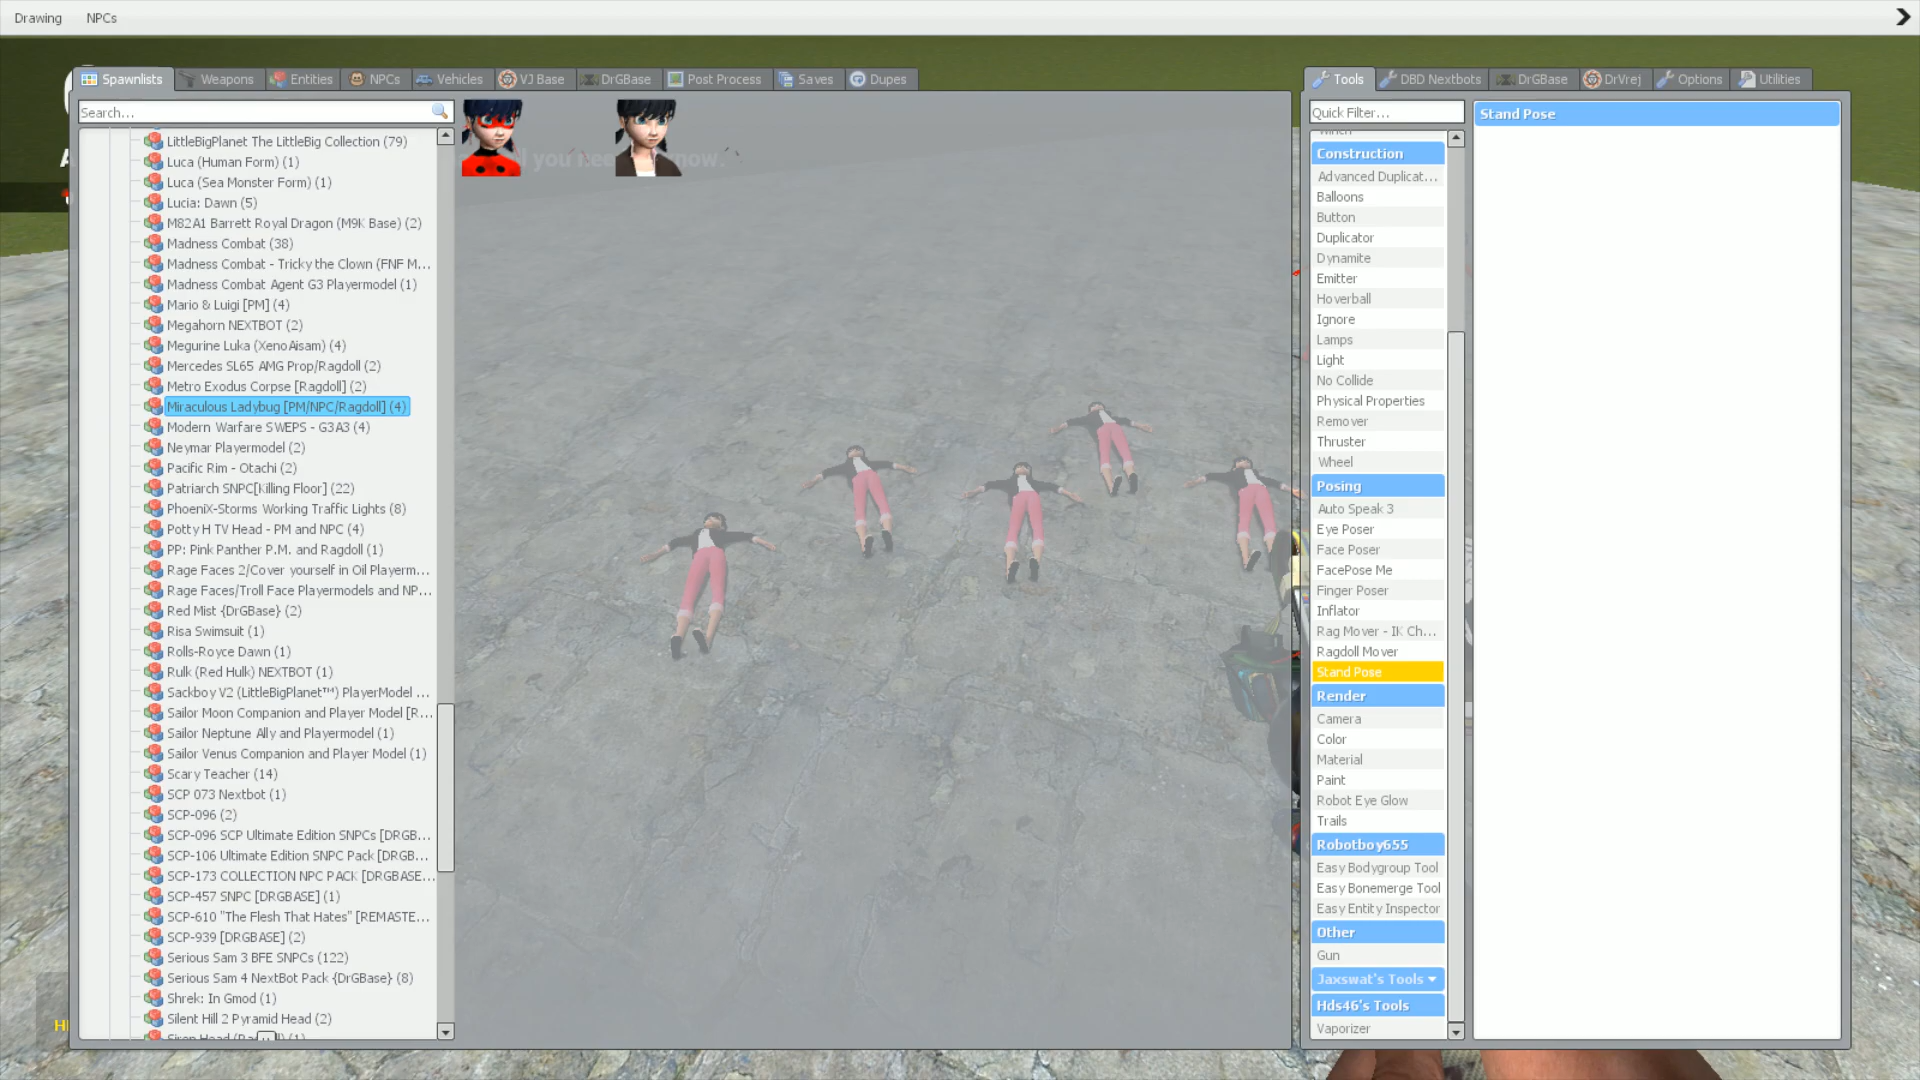 Drawing NPCs
Spawnlists Weapons Entities NPCs Vehicles VJ Base DrGBase Post Process Saves Dupes
Search...
LittleBigPlanet The LittleBig Collection (79)
Luca (Human Form) (1)
Luca (Sea Monster Form) (1)
Lucia: Dawn (5)
M82A1 Barrett Royal Dragon (M9K Base) (2)
Madness Combat (38)
Madness Combat - Tricky the Clown (FNF M...
Madness Combat Agent G3 Playermodel (1)
Mario & Luigi [PM] (4)
Megahorn NEXTBOT (2)
Megurine Luka (XenoAisam) (4)
Mercedes SL65 AMG Prop/Ragdoll (2)
Metro Exodus Corpse [Ragdoll] (2)
Miraculous Ladybug [PM/NPC/Ragdoll] (4)
Modern Warfare SWEPS - G3A3 (4)
Neymar Playermodel (2)
Pacific Rim - Otachi (2)
Patriarch SNPC[Killing Floor] (22)
PhoeniX-Storms Working Traffic Lights (8)
Potty H TV Head - PM and NPC (4)
PP: Pink Panther P.M. and Ragdoll (1)
Rage Faces 2/Cover yourself in Oil Playerm...
Rage Faces/Troll Face Playermodels and NP...
Red Mist {DrGBase} (2)
Risa Swimsuit (1)
Rolls-Royce Dawn (1)
Rulk (Red Hulk) NEXTBOT (1)
Sackboy V2 (LittleBigPlanet™) PlayerModel ...
Sailor Moon Companion and Player Model [R...
Sailor Neptune Ally and Playermodel (1)
Sailor Venus Companion and Player Model (1)
Scary Teacher (14)
SCP 073 Nextbot (1)
SCP-096 (2)
SCP-096 SCP Ultimate Edition SNPCs [DRGB...
SCP-106 Ultimate Edition SNPC Pack [DRGB...
SCP-173 COLLECTION NPC PACK [DRGBASE...
SCP-457 SNPC [DRGBASE] (1)
SCP-610 "The Flesh That Hates" [REMASTE...
SCP-939 [DRGBASE] (2)
Serious Sam 3 BFE SNPCs (122)
Serious Sam 4 NextBot Pack {DrGBase} (8)
Shrek: In Gmod (1)
Silent Hill 2 Pyramid Head (2)
you now.
Tools DBD Nextbots DrGBase DrVrej Options Utilities
Quick Filter...
Winch
Construction
Advanced Duplicat...
Balloons
Button
Duplicator
Dynamite
Emitter
Hoverball
Ignore
Lamps
Light
No Collide
Physical Properties
Remover
Thruster
Wheel
Posing
Auto Speak 3
Eye Poser
Face Poser
FacePose Me
Finger Poser
Inflator
Rag Mover - IK Ch...
Ragdoll Mover
Stand Pose
Render
Camera
Color
Material
Paint
Robot Eye Glow
Trails
Robotboy655
Easy Bodygroup Tool
Easy Bonemerge Tool
Easy Entity Inspector
Other
Gun
Jaxswat's Tools
Hds46's Tools
Vaporizer
Stand Pose